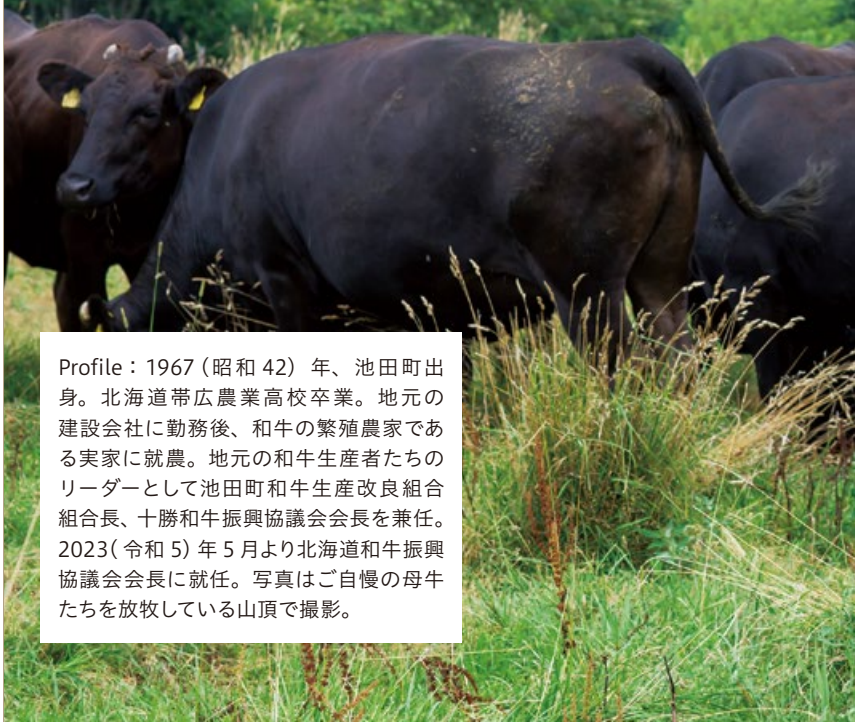 Profile：1967（昭和 42）年、池田町出
身。北海道帯広農業高校卒業。地元の
建設会社に勤務後、和牛の繁殖農家であ
る実家に就農。地元の和牛生産者たちの
リーダーとして池田町和牛生産改良組合
組合長、十勝和牛振興協議会会長を兼任。
2023（令和 5）年 5 月より北海道和牛振興
協議会会長に就任。写真はご自慢の母牛
たちを放牧している山頂で撮影。